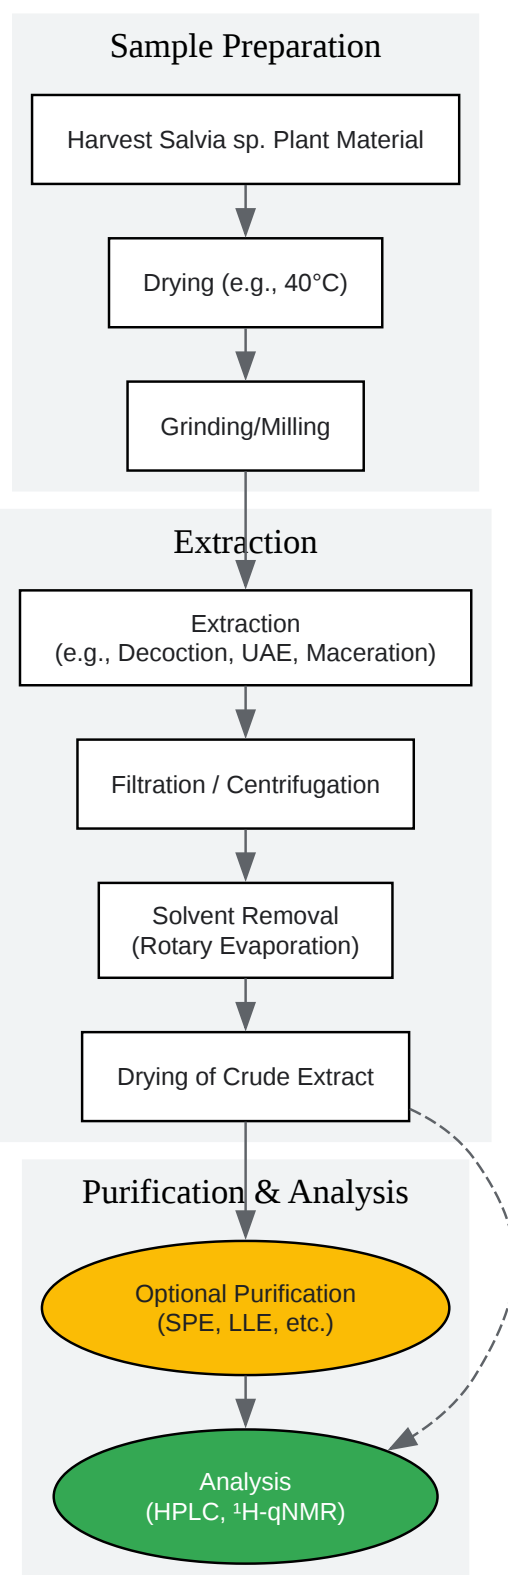 Sample Preparation
Harvest Salvia sp. Plant Material
Drying (e.g., 40°C)
Grinding/Milling
Extraction
Extraction
(e.g., Decoction, UAE, Maceration)
Filtration / Centrifugation
Solvent Removal
(Rotary Evaporation)
Drying of Crude Extract
Purification & Analysis
Optional Purification
(SPE, LLE, etc.)
Analysis
(HPLC, ¹H-qNMR)